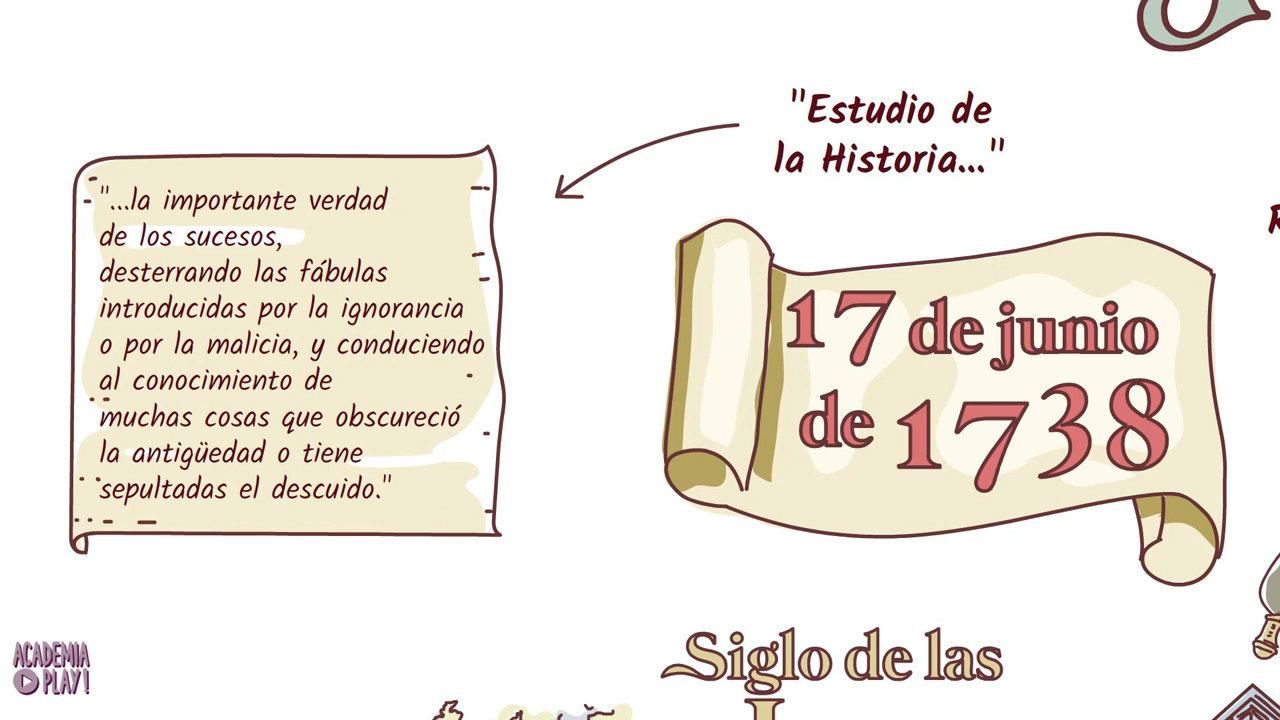 "Estudio de
la Historia..."
"...la importante verdad
de los sucesos,
desterrando las fábulas
introducidas por la ignorancia
o por la malicia, y conduciendo
al conocimiento de
muchas cosas que obscureció
la antigüedad o tiene
sepultadas el descuido."
17 de junio
de 1738
Siglo de las
ACADEMIA
PLAY!